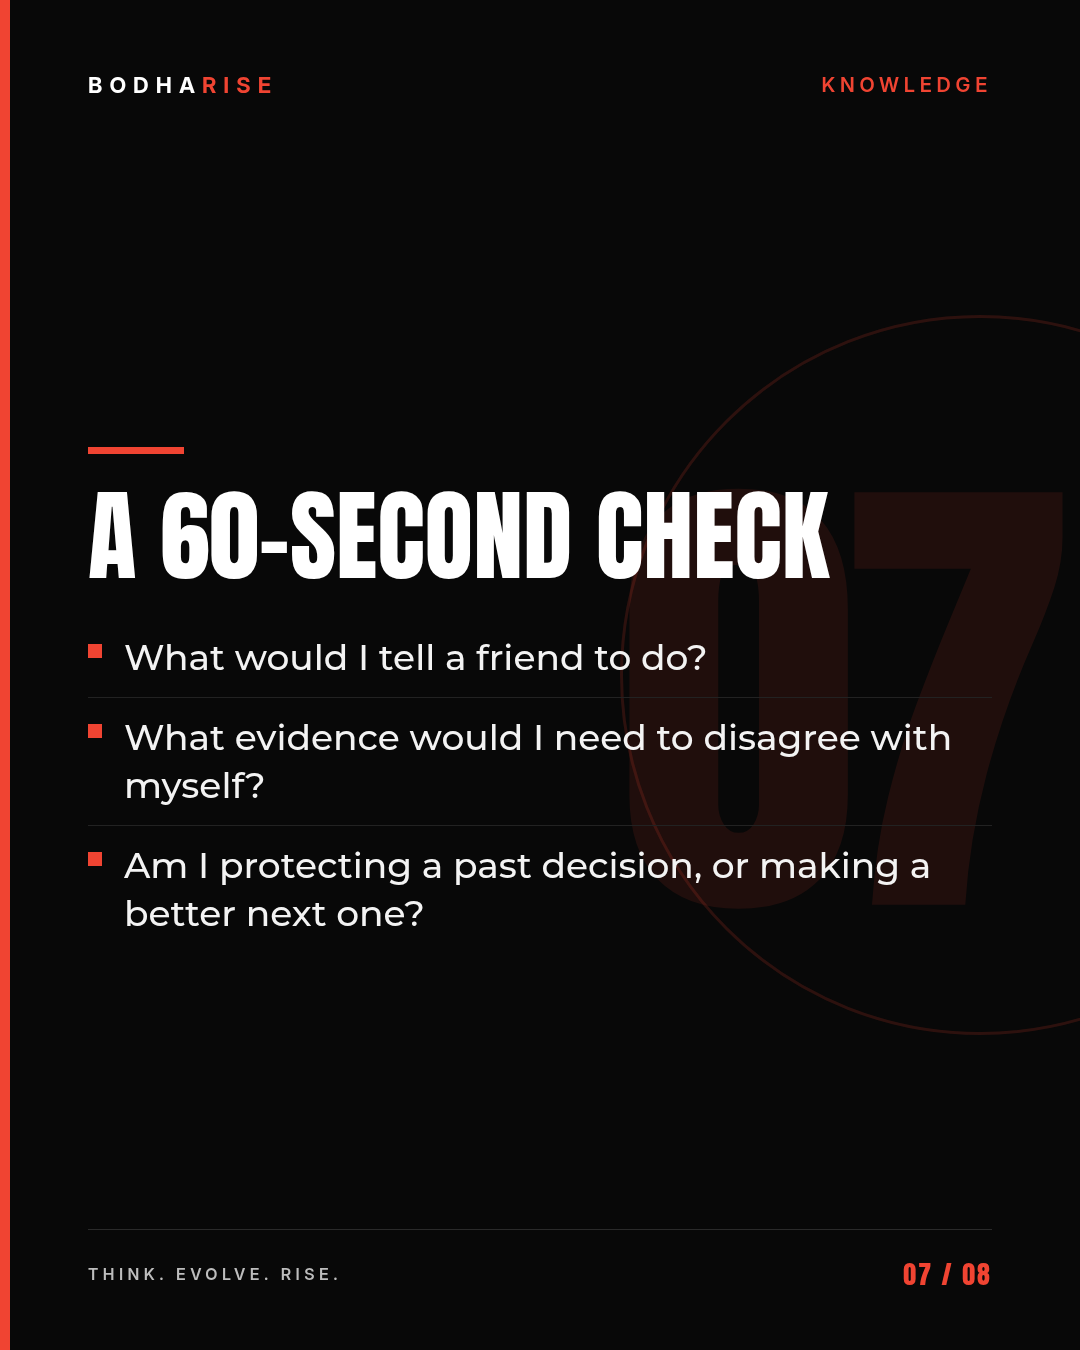 BODHARISE
KNOWLEDGE
A 60-SECOND CHECK
What would I tell a friend to do?
What evidence would I need to disagree with
myself?
Am I protecting a past decision, or making a
better next one?
07
THINK. EVOLVE. RISE.
07 / 08